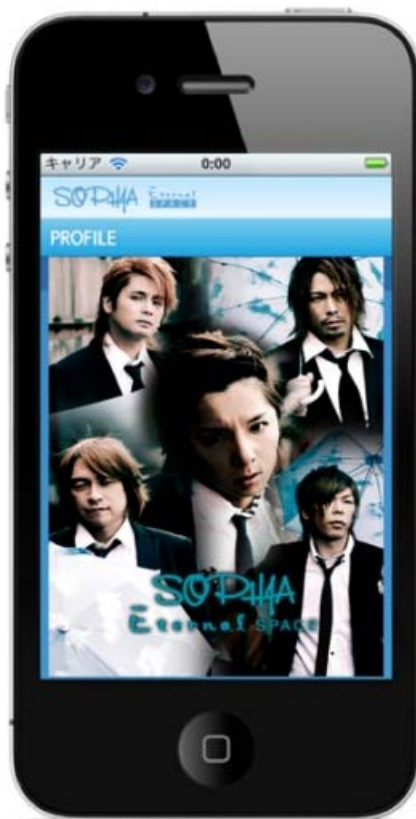 キャリア 0:00
SOPHIA Eternal SPACE
PROFILE
SOPHIA
Eternal SPACE